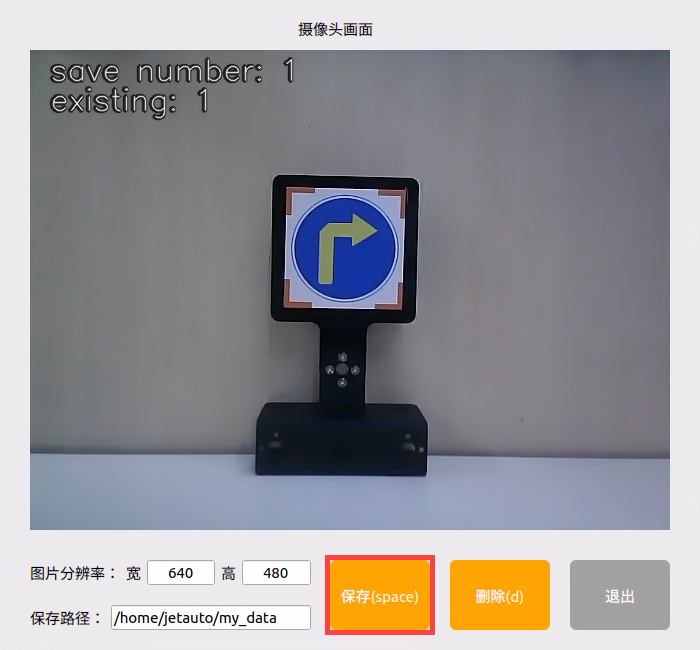 摄像头画面
save number: 1
existing: 1
图片分辨率： 宽 640 高 480
保存路径： /home/jetauto/my_data
保存(space) 删除(d) 退出